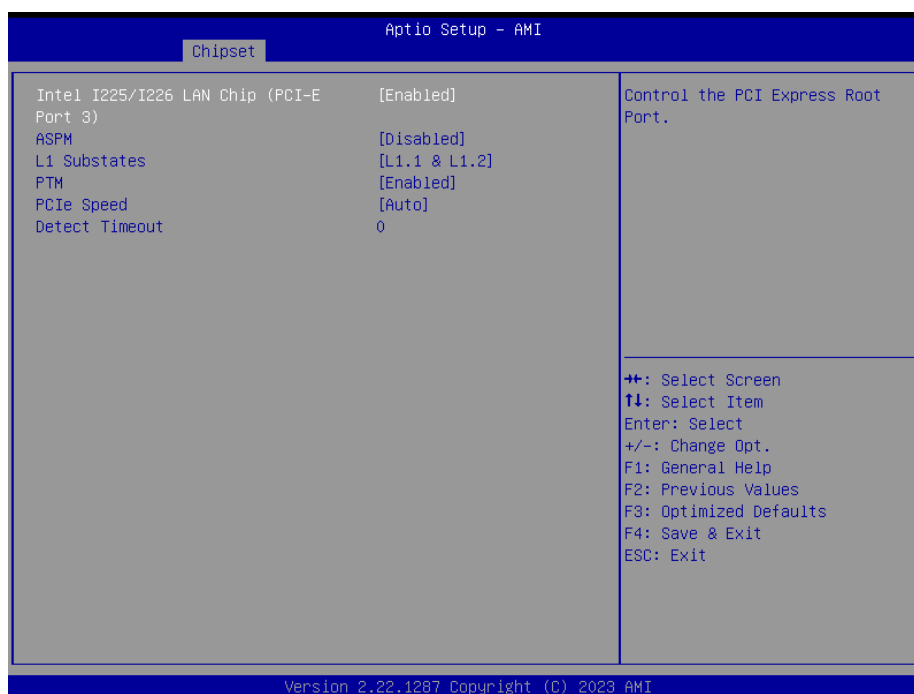 Aptio Setup – AMI
Chipset
Intel I225/I226 LAN Chip (PCI-E [Enabled]
Port 3)
ASPM [Disabled]
L1 Substates [L1.1 & L1.2]
PTM [Enabled]
PCIe Speed [Auto]
Detect Timeout 0
Control the PCI Express Root
Port.
→←: Select Screen
↑↓: Select Item
Enter: Select
+/-: Change Opt.
F1: General Help
F2: Previous Values
F3: Optimized Defaults
F4: Save & Exit
ESC: Exit
Version 2.22.1287 Copyright (C) 2023 AMI